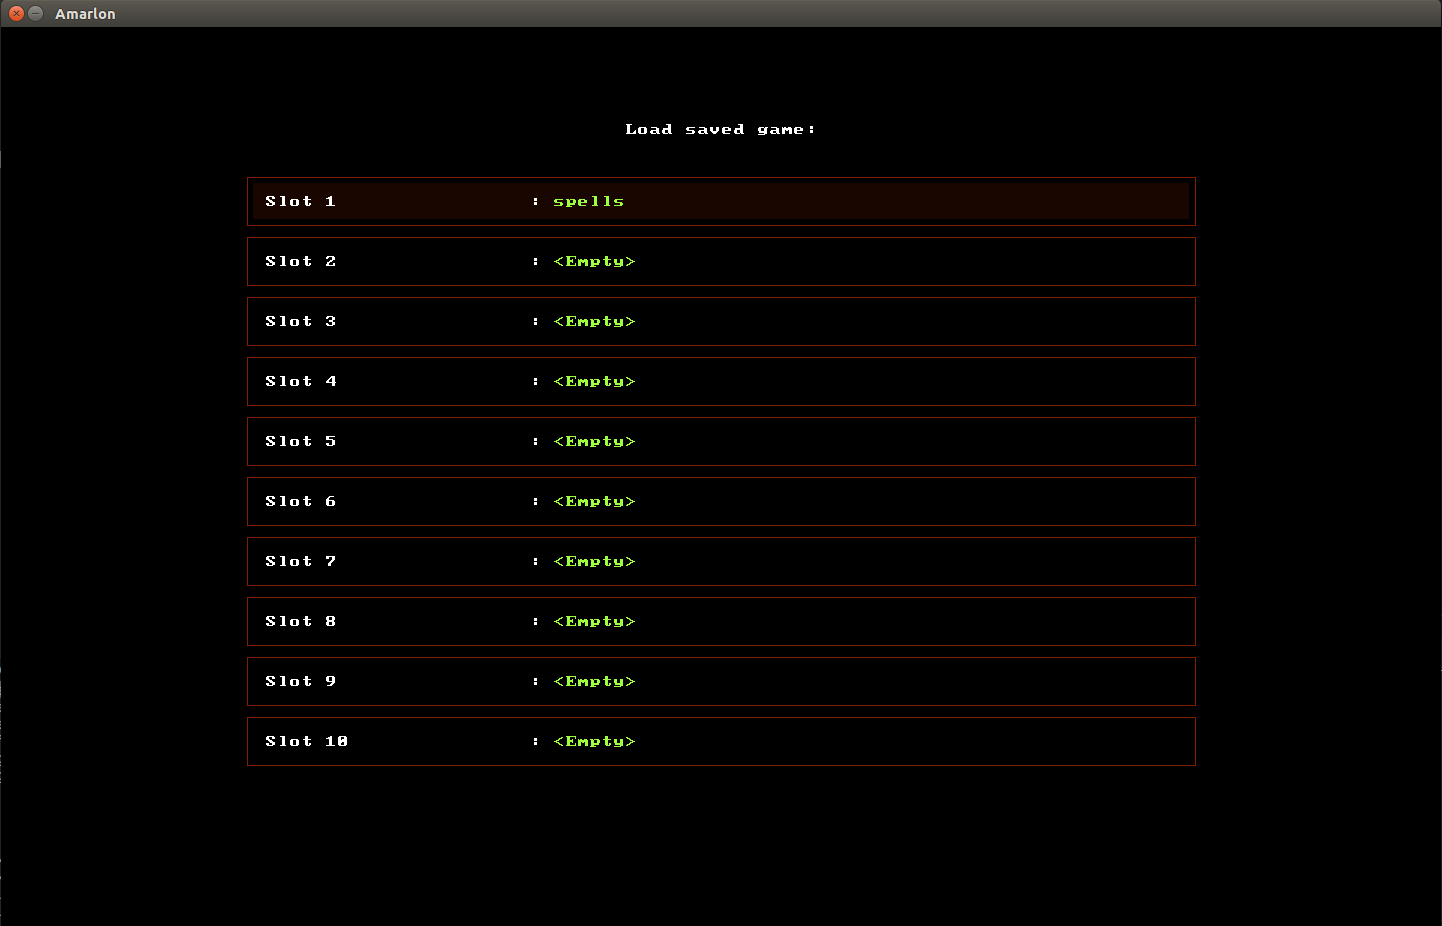 Amarlon
Load saved game:
Slot 1 : spells
Slot 2 : <Empty>
Slot 3 : <Empty>
Slot 4 : <Empty>
Slot 5 : <Empty>
Slot 6 : <Empty>
Slot 7 : <Empty>
Slot 8 : <Empty>
Slot 9 : <Empty>
Slot 10 : <Empty>